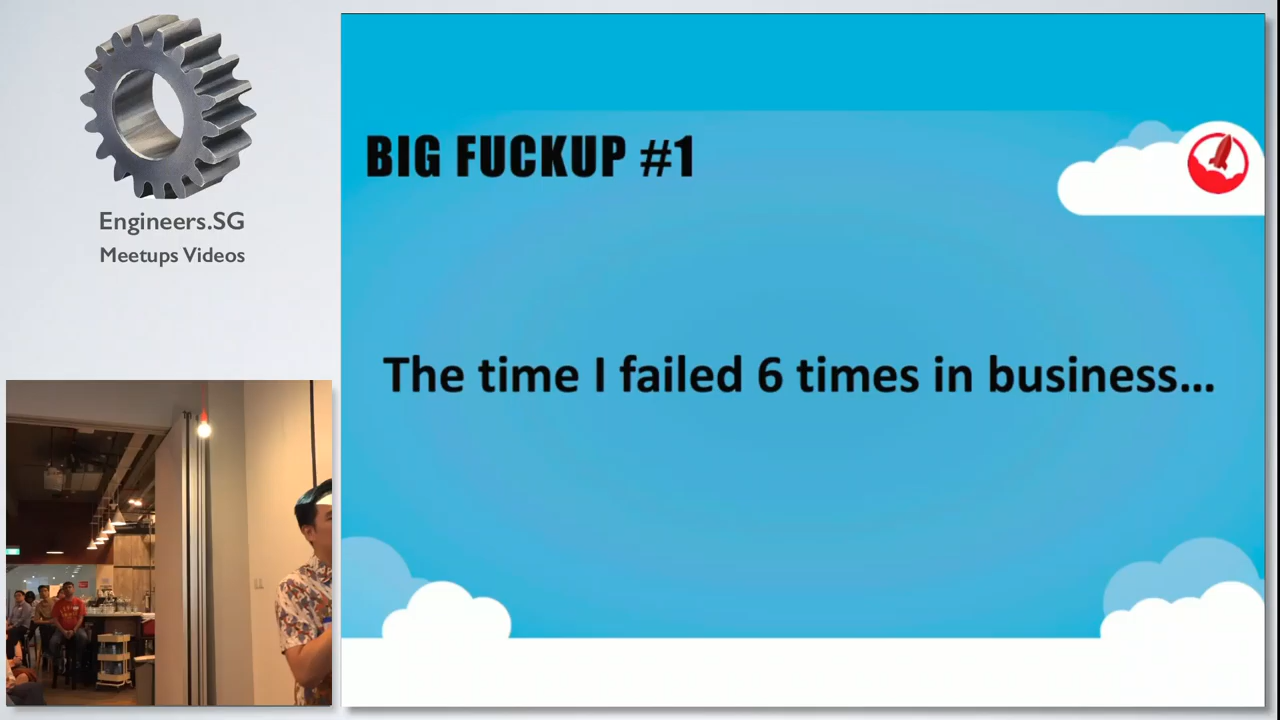 Engineers.SG
Meetups Videos
BIG FUCKUP #1
The time I failed 6 times in business...